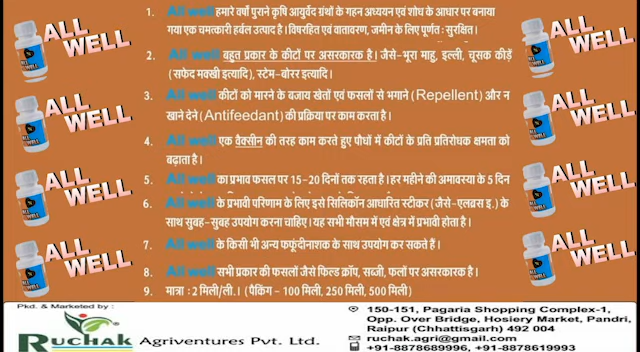 ALL WELL
ALL WELL
ALL WELL
ALL WELL
ALL WELL
ALL WELL
ALL WELL
ALL WELL
1. All well हमारे वर्षों पुराने कृषि आयुर्वेद ग्रंथों के गहन अध्ययन एवं शोध के आधार पर बनाया
गया एक चमत्कारी हर्बल उत्पाद है । विषरहित एवं वातावरण, जमीन के लिए पूर्णत : सुरक्षित ।
2. All well बहुत प्रकार के कीटों पर असरकारक है । जैसे-भूरा माहु, इल्ली, चूसक कीड़ें
(सफेद मक्खी इत्यादि), स्टेम-बोरर इत्यादि ।
3. All well कीटों को मारने के बजाय खेतों एवं फसलों से भगाने (Repellent) और न
खाने देने (Antifeedant) की प्रक्रिया पर काम करता है ।
4. All well एक वैक्सीन की तरह काम करते हुए पौधों में कीटों के प्रति प्रतिरोधक क्षमता को
बढ़ाता है ।
5. All well का प्रभाव फसल पर 15-20 दिनों तक रहता है । हर महीने की अमावस्या के 5 दिन
6. All well के प्रभावी परिणाम के लिए इसे सिलिकॉन आधारित स्टीकर (जैसे-एलब्रस इ.) के
साथ सुबह-सुबह उपयोग करना चाहिए । यह सभी मौसम में एवं क्षेत्र में प्रभावी होता है ।
7. All well के किसी भी अन्य फफूंदीनाशक के साथ उपयोग कर सकते हैं ।
8. All well सभी प्रकार की फसलों जैसे फिल्ड क्रॉप, सब्जी, फलों पर असरकारक है ।
9. मात्रा : 2 मिली/ली. । (पैकिंग - 100 मिली, 250 मिली, 500 मिली)
Pkd. & Marketed by :
RUCHAK Agriventures Pvt. Ltd.
150-151, Pagaria Shopping Complex-1,
Opp. Over Bridge, Hosiery Market, Pandri,
Raipur (Chhattisgarh) 492 004
ruchak.agri@gmail.com
+91-8878689996, +91-8878619993